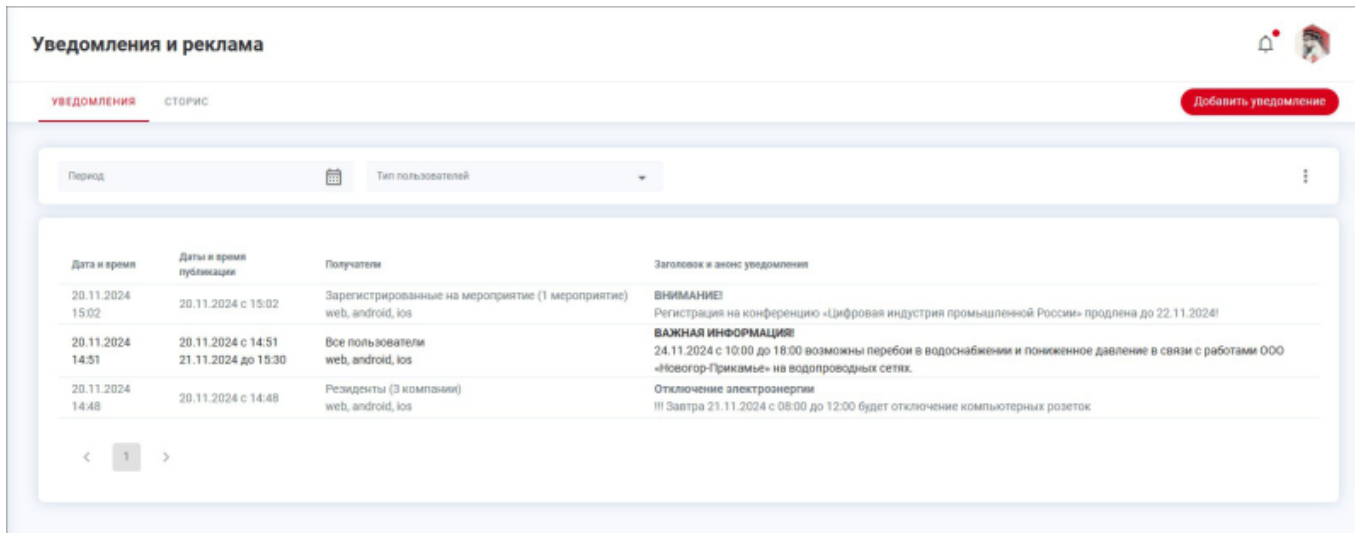 Уведомления и реклама
УВЕДОМЛЕНИЯ СТОРИС Добавить уведомление
Период Тип пользователей
Дата и время Даты и время публикации Получатели Заголовок и анонс уведомления
20.11.2024 15:02
20.11.2024 с 15:02
Зарегистрированные на мероприятие (1 мероприятие)
web, android, ios
ВНИМАНИЕ!
Регистрация на конференцию «Цифровая индустрия промышленной России» продлена до 22.11.2024!
20.11.2024 14:51
20.11.2024 с 14:51
21.11.2024 до 15:30
Все пользователи
web, android, ios
ВАЖНАЯ ИНФОРМАЦИЯ!
24.11.2024 с 10:00 до 18:00 возможны перебои в водоснабжении и пониженное давление в связи с работами ООО
«Новогор-Прикамье» на водопроводных сетях.
20.11.2024 14:48
20.11.2024 с 14:48
Резиденты (3 компании)
web, android, ios
Отключение электроэнергии
!!! Завтра 21.11.2024 с 08:00 до 12:00 будет отключение компьютерных розеток
1